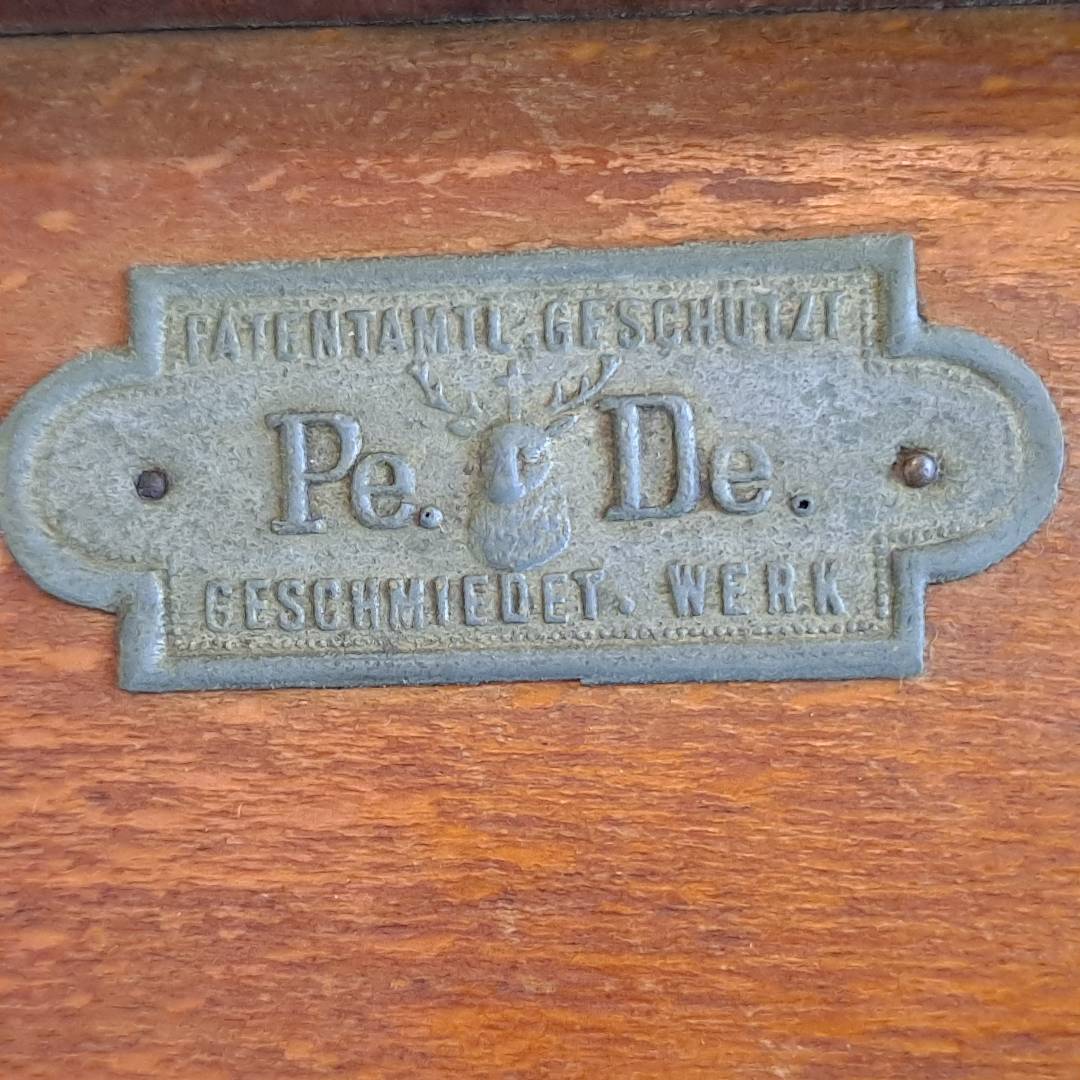 PATENTAMTL. GESCHÜTZT
Pe. De.
GESCHMIEDET. WERK